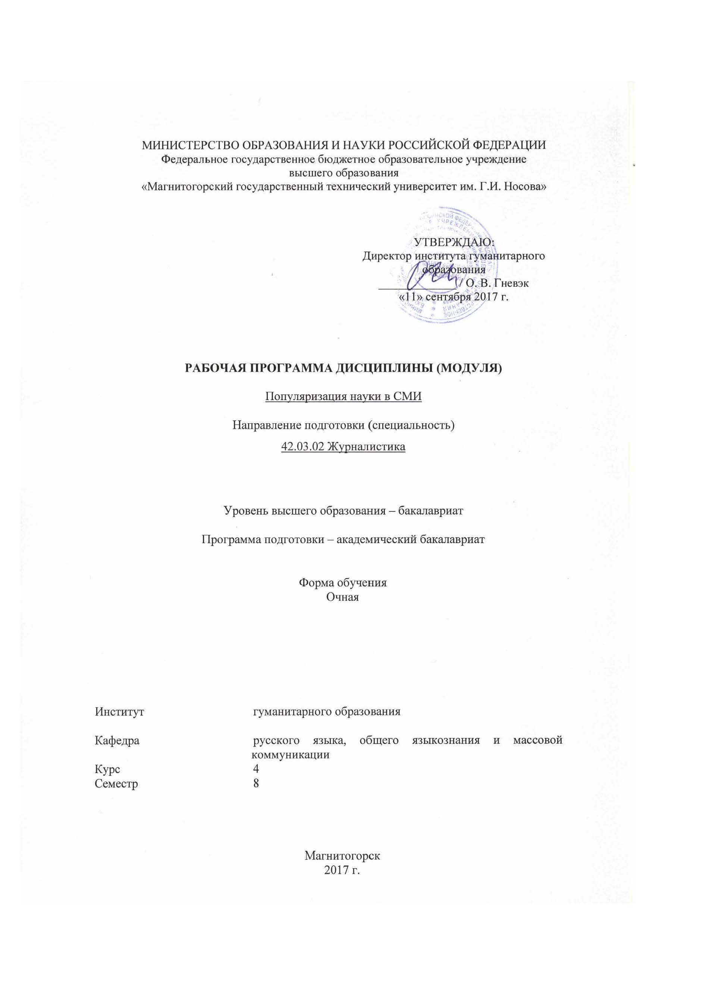 МИНИСТЕРСТВО ОБРАЗОВАНИЯ И НАУКИ РОССИЙСКОЙ ФЕДЕРАЦИИ
Федеральное государственное бюджетное образовательное учреждение
высшего образования
«Магнитогорский государственный технический университет им. Г.И. Носова»
УТВЕРЖДАЮ:
Директор института гуманитарного
образования
/ О. В. Гневэк
«11» сентября 2017 г.
РАБОЧАЯ ПРОГРАММА ДИСЦИПЛИНЫ (МОДУЛЯ)
Популяризация науки в СМИ
Направление подготовки (специальность)
42.03.02 Журналистика
Уровень высшего образования – бакалавриат
Программа подготовки – академический бакалавриат
Форма обучения
Очная
Институт гуманитарного образования
Кафедра русского языка, общего языкознания и массовой
коммуникации
Курс 4
Семестр 8
Магнитогорск
2017 г.